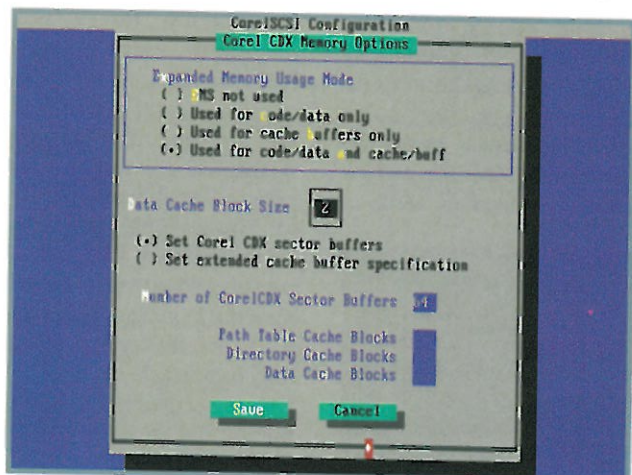 CorelSCSI Configuration
Corel CDX Memory Options
Expanded Memory Usage Mode
( ) EMS not used
( ) Used for code/data only
( ) Used for cache buffers only
(•) Used for code/data and cache/buff
Data Cache Block Size 2
(•) Set Corel CDX sector buffers
( ) Set extended cache buffer specification
Number of CorelCDX Sector Buffers 64
Path Table Cache Blocks
Directory Cache Blocks
Data Cache Blocks
Save Cancel